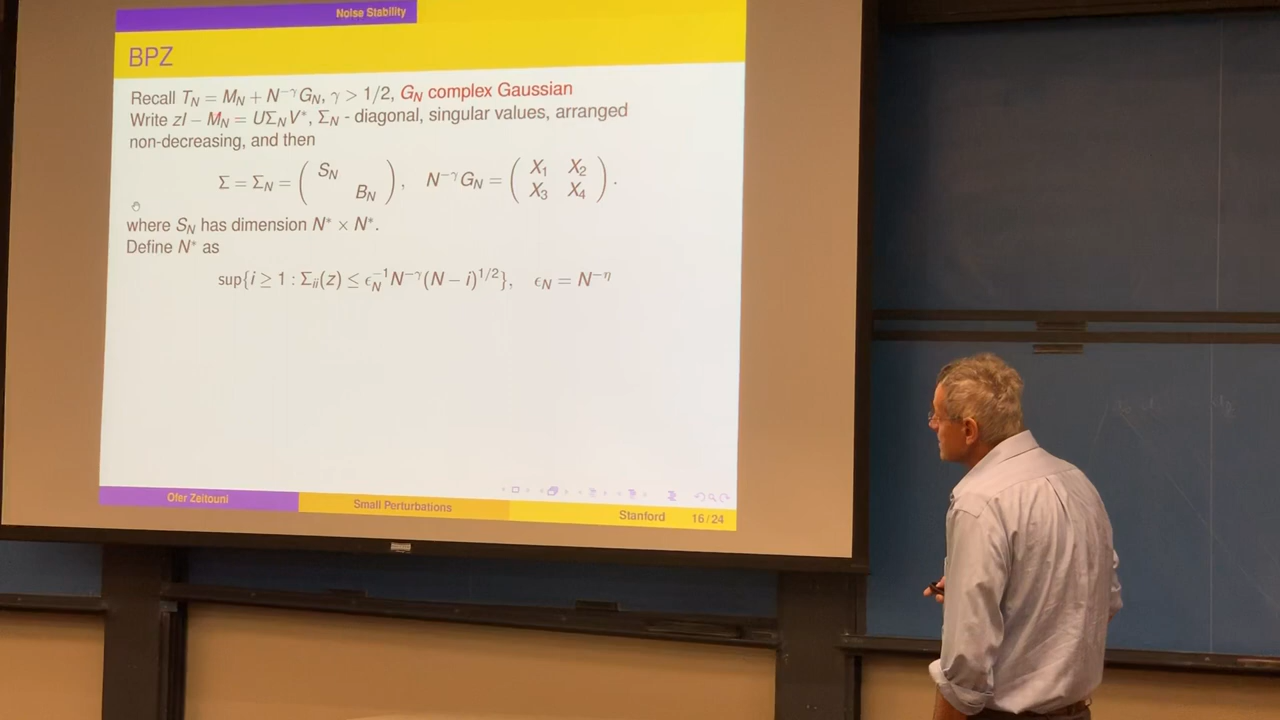 Noise Stability
BPZ
Recall T_N = M_N + N^{-γ} G_N, γ > 1/2, G_N complex Gaussian
Write zI − M_N = UΣ_N V*, Σ_N - diagonal, singular values, arranged
non-decreasing, and then
Σ = Σ_N = ( S_N B_N ), N^{-γ} G_N = ( X_1 X_2 X_3 X_4 ).
where S_N has dimension N* × N*.
Define N* as
sup{i ≥ 1 : Σ_{ii}(z) ≤ ε_N^{-1} N^{-γ} (N − i)^{1/2}}, ε_N = N^{-η}
Ofer Zeitouni
Small Perturbations
Stanford
16 / 24